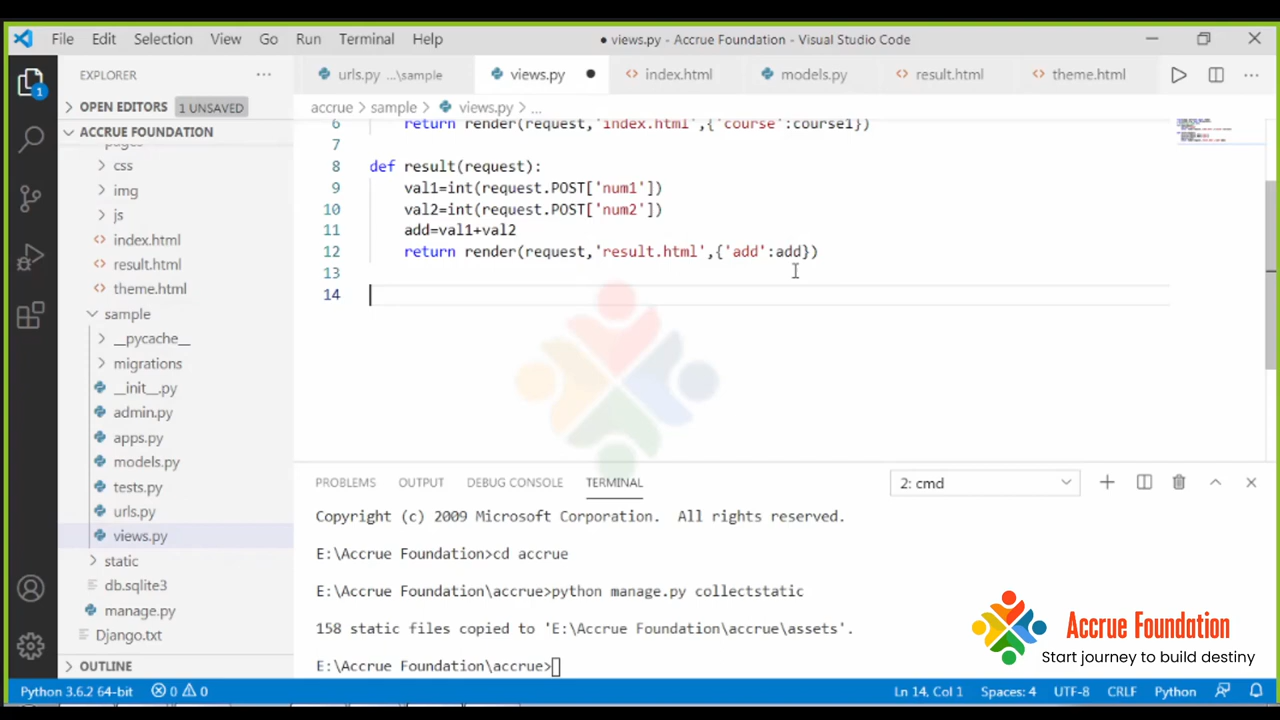 File Edit Selection View Go Run Terminal Help ● views.py - Accrue Foundation - Visual Studio Code
EXPLORER ... urls.py ...\sample views.py ● index.html models.py result.html theme.html ...
OPEN EDITORS 1 UNSAVED accrue > sample > views.py > ...
ACCRUE FOUNDATION
pages
css
img
js
index.html
result.html
theme.html
sample
__pycache__
migrations
__init__.py
admin.py
apps.py
models.py
tests.py
urls.py
views.py
static
db.sqlite3
manage.py
Django.txt
OUTLINE
6 return render(request,'index.html',{'course':course1})
7
8 def result(request):
9 val1=int(request.POST['num1'])
10 val2=int(request.POST['num2'])
11 add=val1+val2
12 return render(request,'result.html',{'add':add})
13
14
PROBLEMS OUTPUT DEBUG CONSOLE TERMINAL 2: cmd
Copyright (c) 2009 Microsoft Corporation. All rights reserved.
E:\Accrue Foundation>cd accrue
E:\Accrue Foundation\accrue>python manage.py collectstatic
158 static files copied to 'E:\Accrue Foundation\accrue\assets'.
E:\Accrue Foundation\accrue>
Accrue Foundation
Start journey to build destiny
Python 3.6.2 64-bit 0 0 Ln 14, Col 1 Spaces: 4 UTF-8 CRLF Python